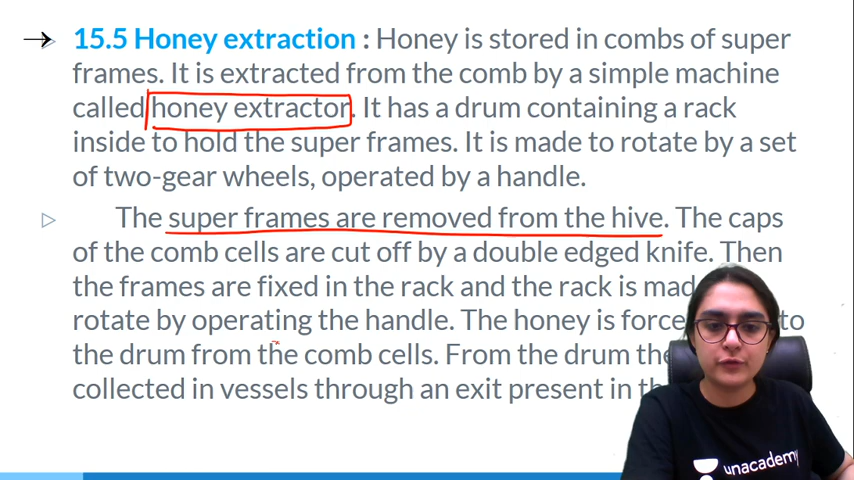 15.5 Honey extraction : Honey is stored in combs of super
frames. It is extracted from the comb by a simple machine
called honey extractor. It has a drum containing a rack
inside to hold the super frames. It is made to rotate by a set
of two-gear wheels, operated by a handle.
The super frames are removed from the hive. The caps
of the comb cells are cut off by a double edged knife. Then
the frames are fixed in the rack and the rack is mad
rotate by operating the handle. The honey is force to
the drum from the comb cells. From the drum the
collected in vessels through an exit present in th
unacademy